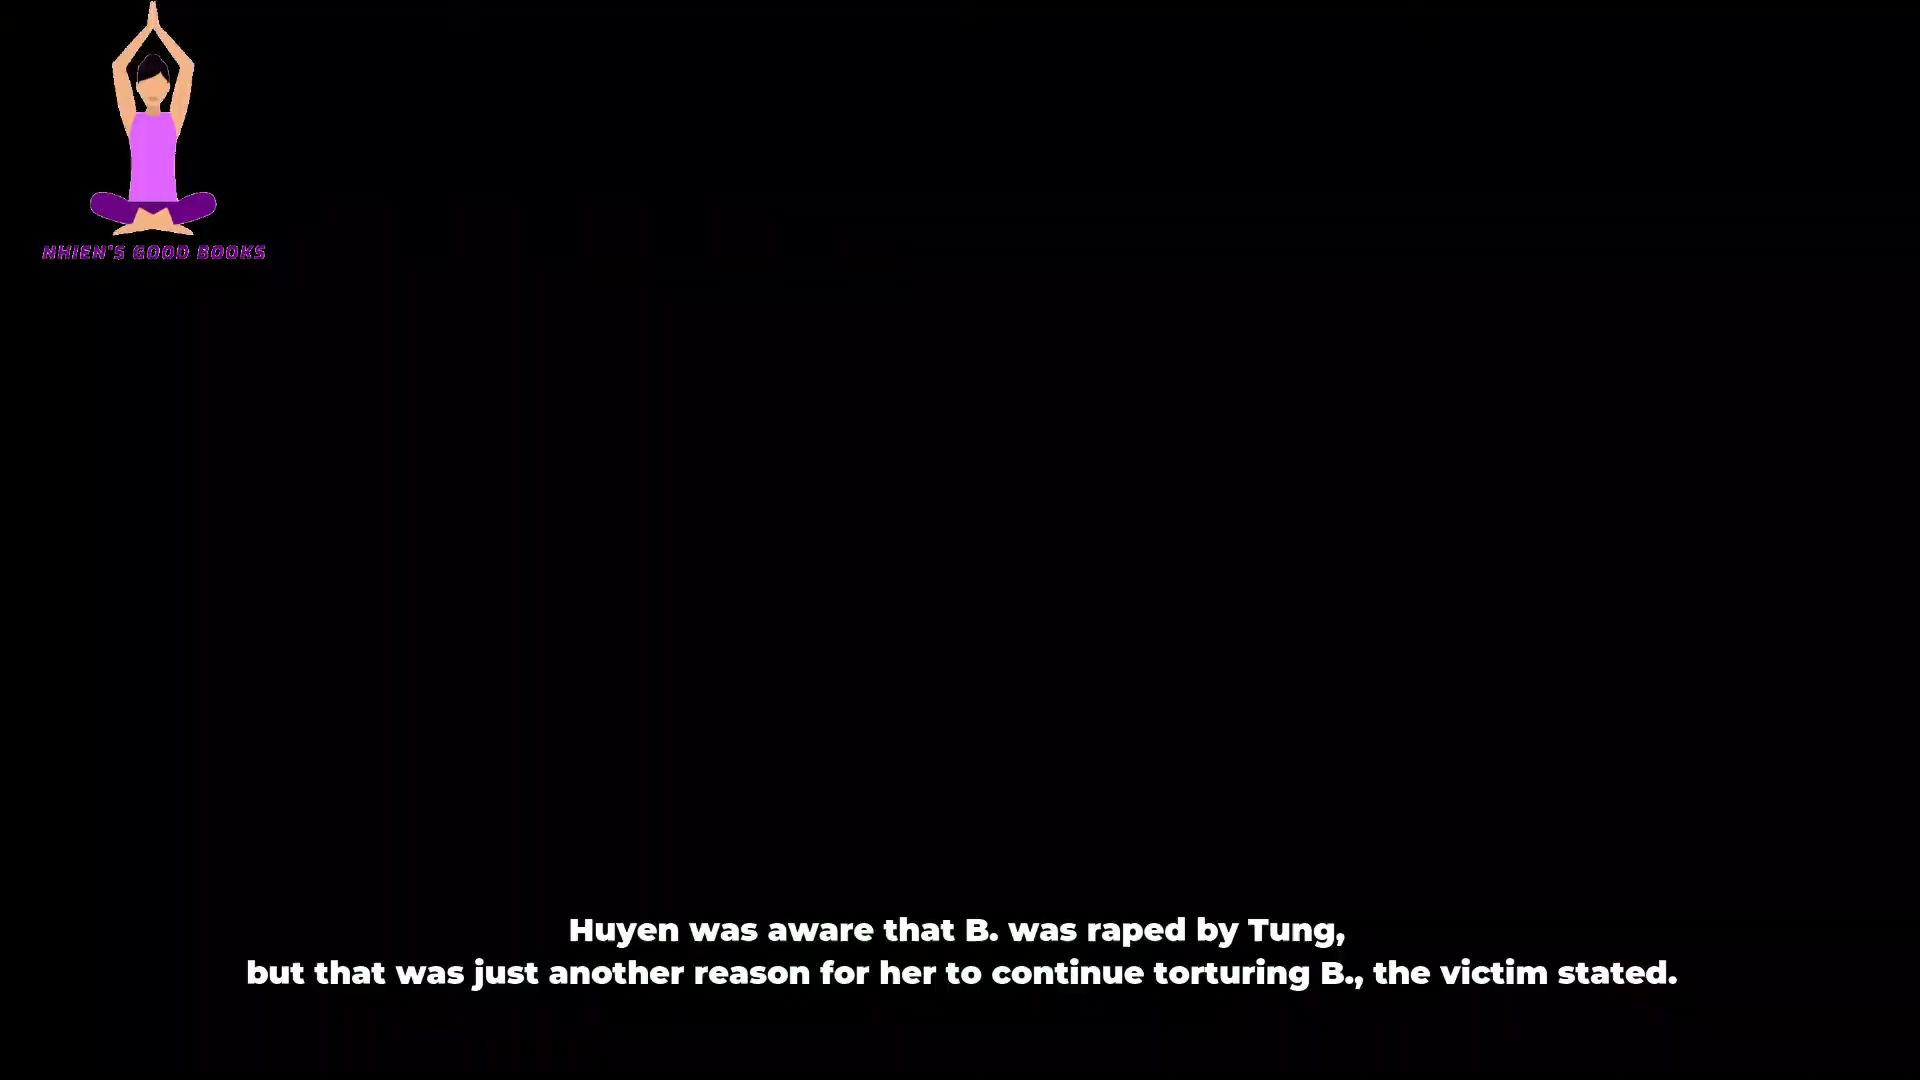 NHIEN'S GOOD BOOKS
Huyen was aware that B. was raped by Tung,
but that was just another reason for her to continue torturing B., the victim stated.